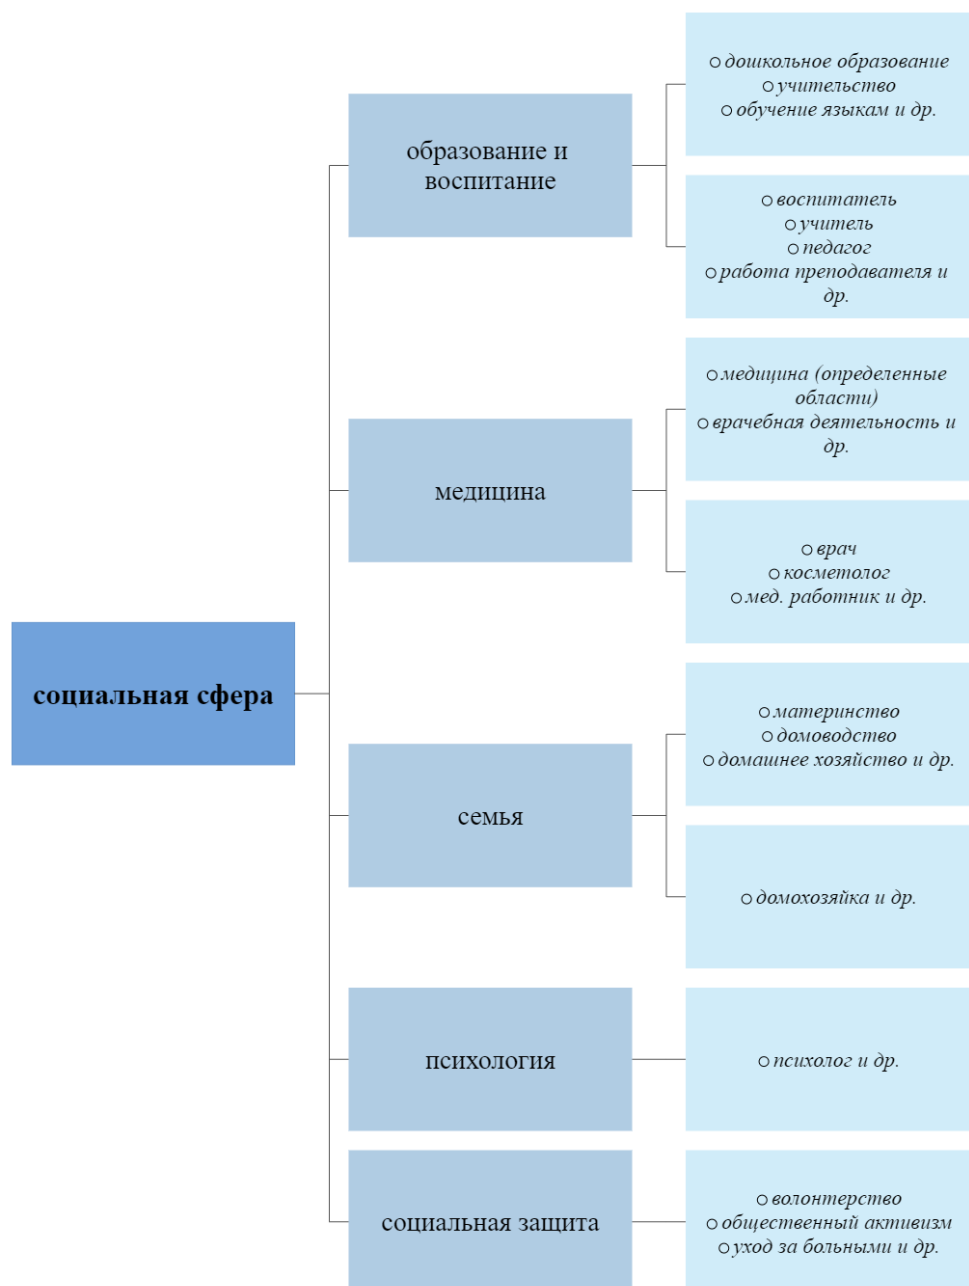 социальная сфера
образование и
воспитание
○ дошкольное образование
○ учительство
○ обучение языкам и др.
○ воспитатель
○ учитель
○ педагог
○ работа преподавателя и
др.
медицина
○ медицина (определенные
области)
○ врачебная деятельность и
др.
○ врач
○ косметолог
○ мед. работник и др.
семья
○ материнство
○ домоводство
○ домашнее хозяйство и др.
○ домохозяйка и др.
психология
○ психолог и др.
социальная защита
○ волонтерство
○ общественный активизм
○ уход за больными и др.